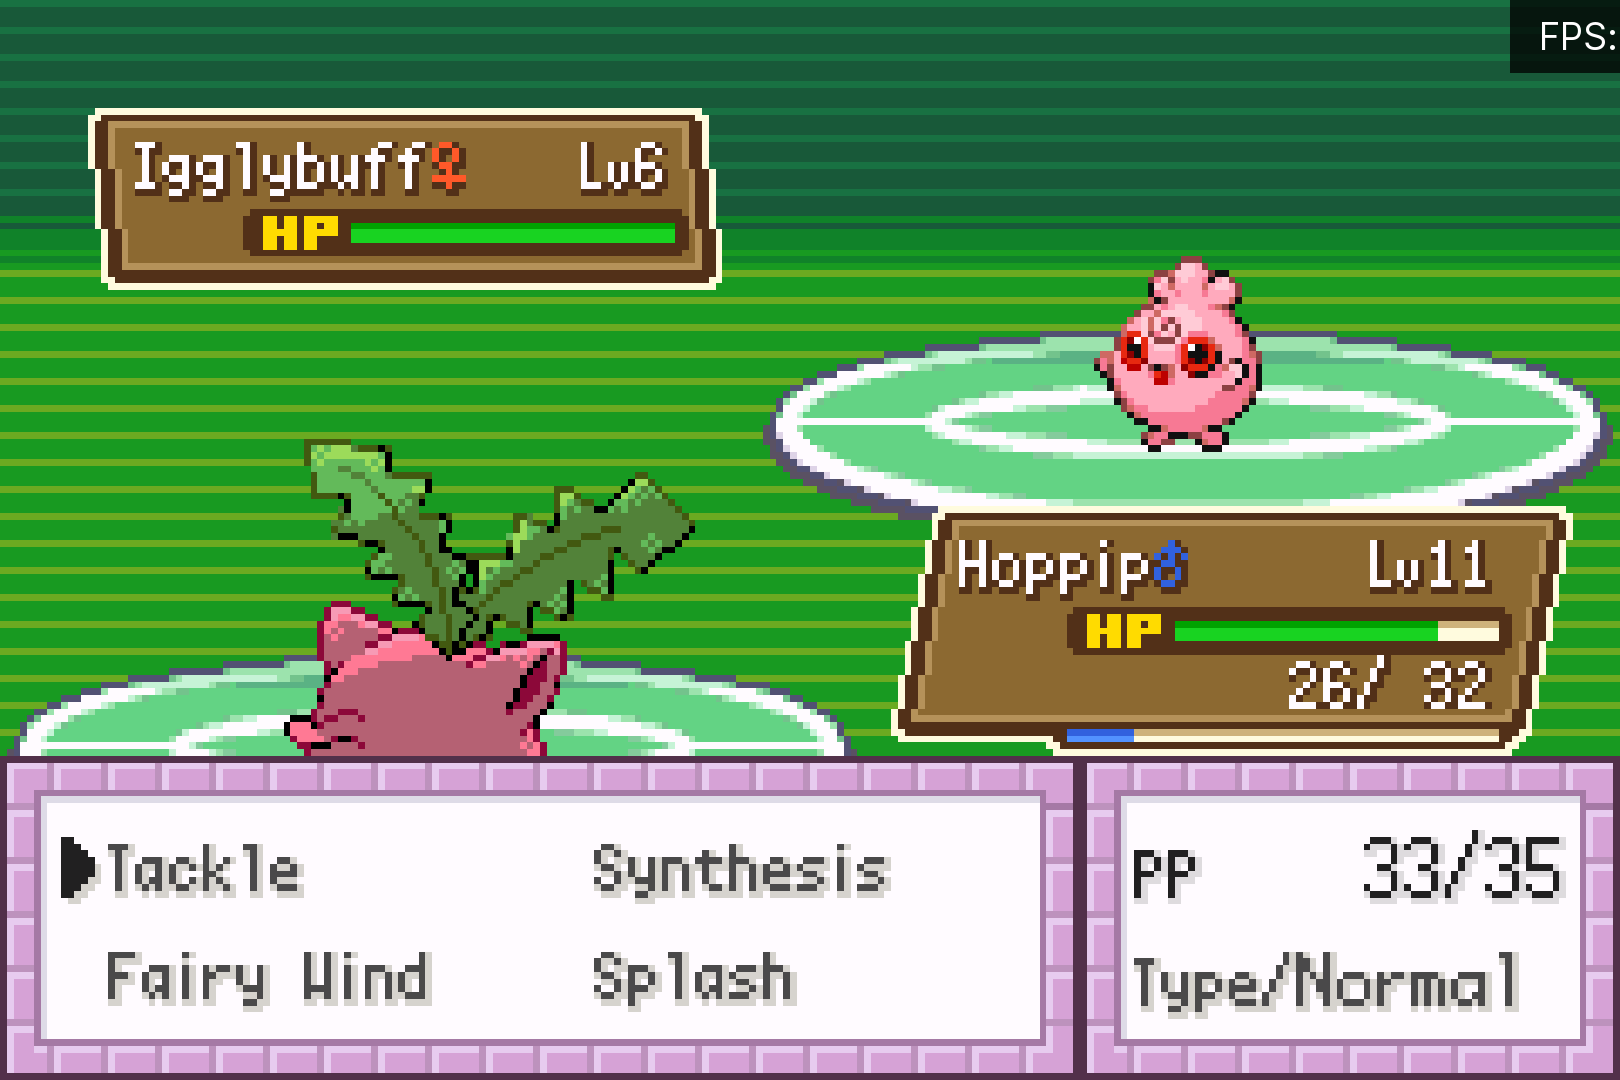 FPS:
Igglybuff♀ Lv6
HP
Hoppip♂ Lv11
HP
26/ 32
Tackle Synthesis
Fairy Wind Splash
PP 33/35
Type/Normal